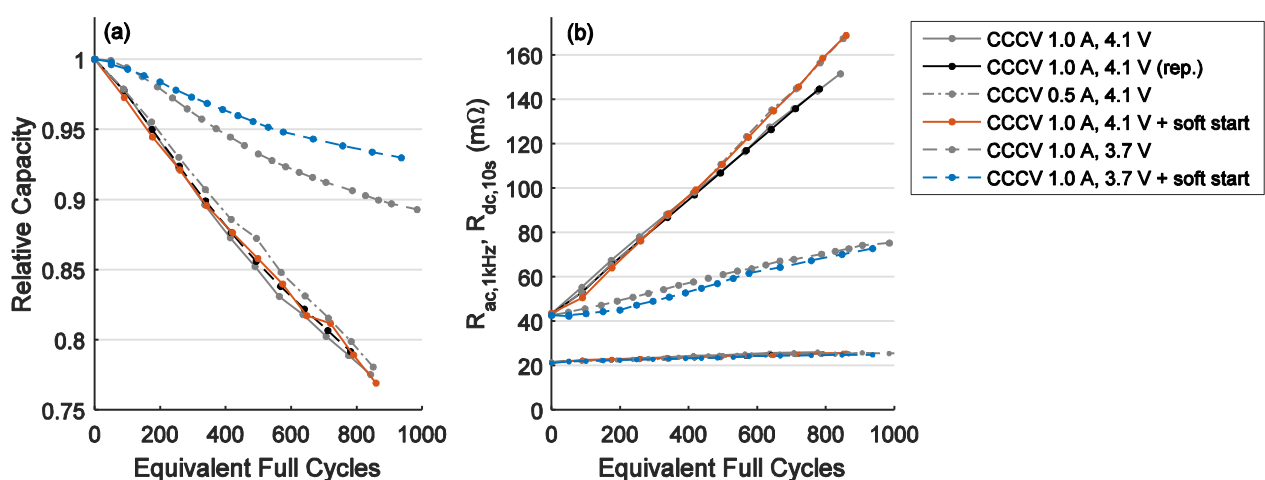 (a)
1
0.95
0.9
0.85
0.8
0.75
0 200 400 600 800 1000
Relative Capacity
Equivalent Full Cycles
(b)
160
140
120
100
80
60
40
20
0
0 200 400 600 800 1000
R_ac,1kHz, R_dc,10s (mΩ)
Equivalent Full Cycles
CCCV 1.0 A, 4.1 V
CCCV 1.0 A, 4.1 V (rep.)
CCCV 0.5 A, 4.1 V
CCCV 1.0 A, 4.1 V + soft start
CCCV 1.0 A, 3.7 V
CCCV 1.0 A, 3.7 V + soft start